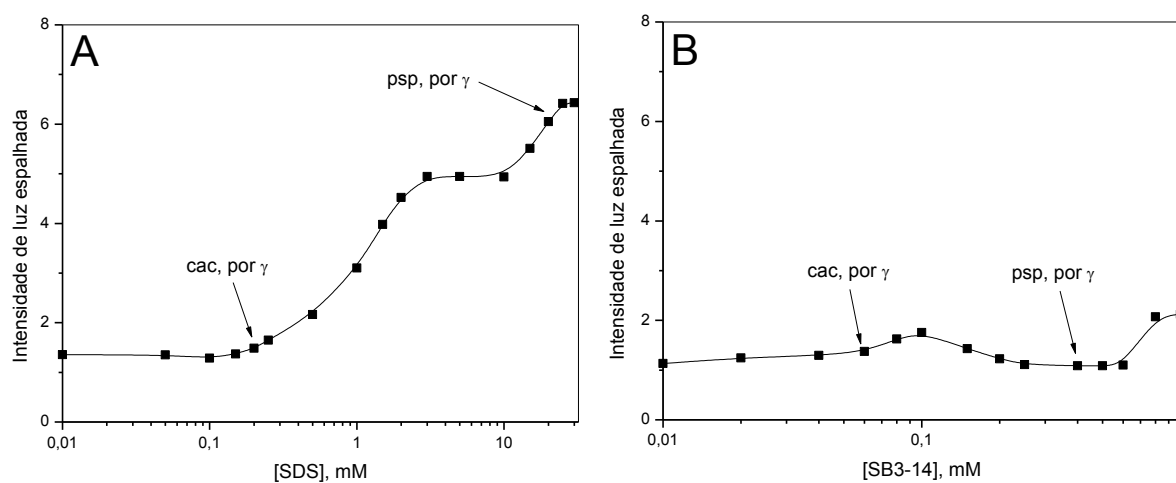 A
8
6
4
2
0
Intensidade de luz espalhada
psp, por γ
cac, por γ
0,01
0,1
1
10
[SDS], mM
B
8
6
4
2
0
Intensidade de luz espalhada
cac, por γ
psp, por γ
0,01
0,1
[SB3-14], mM